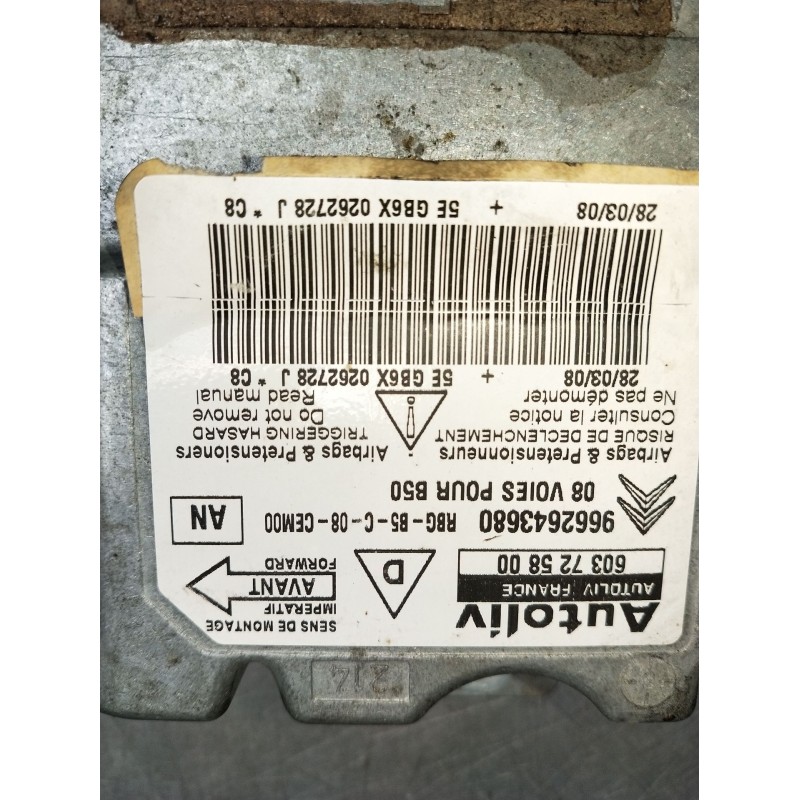 Autoliv
AUTOLIV FRANCE
603 72 58 00
D
SENS DE MONTAGE
IMPERATIF
AVANT
FORWARD
9662643680 RBG-B5-C-08-CEM00
08 VOIES POUR B50
AN
Airbags & Pretensionneurs
RISQUE DE DECLENCHEMENT
Consulter la notice
Ne pas démonter
Airbags & Pretensioners
TRIGGERING HASARD
Do not remove
Read manual
28/03/08 + 5E GB6X 0262728 J * C8
28/03/08 + 5E GB6X 0262728 J * C8
214